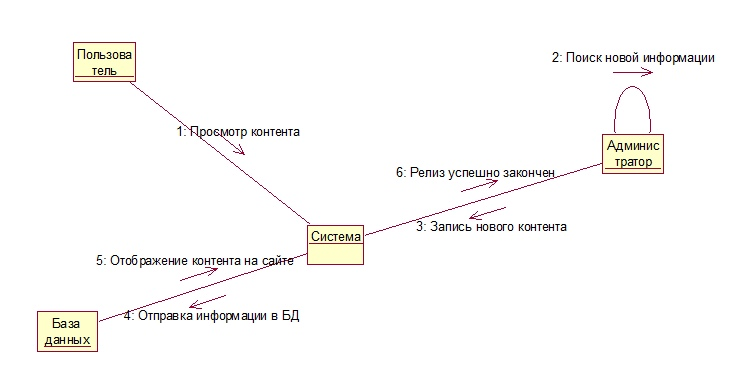 Пользова
тель
2: Поиск новой информации
1: Просмотр контента
Админис
тратор
6: Релиз успешно закончен
3: Запись нового контента
Система
5: Отображение контента на сайте
4: Отправка информации в БД
База
данных